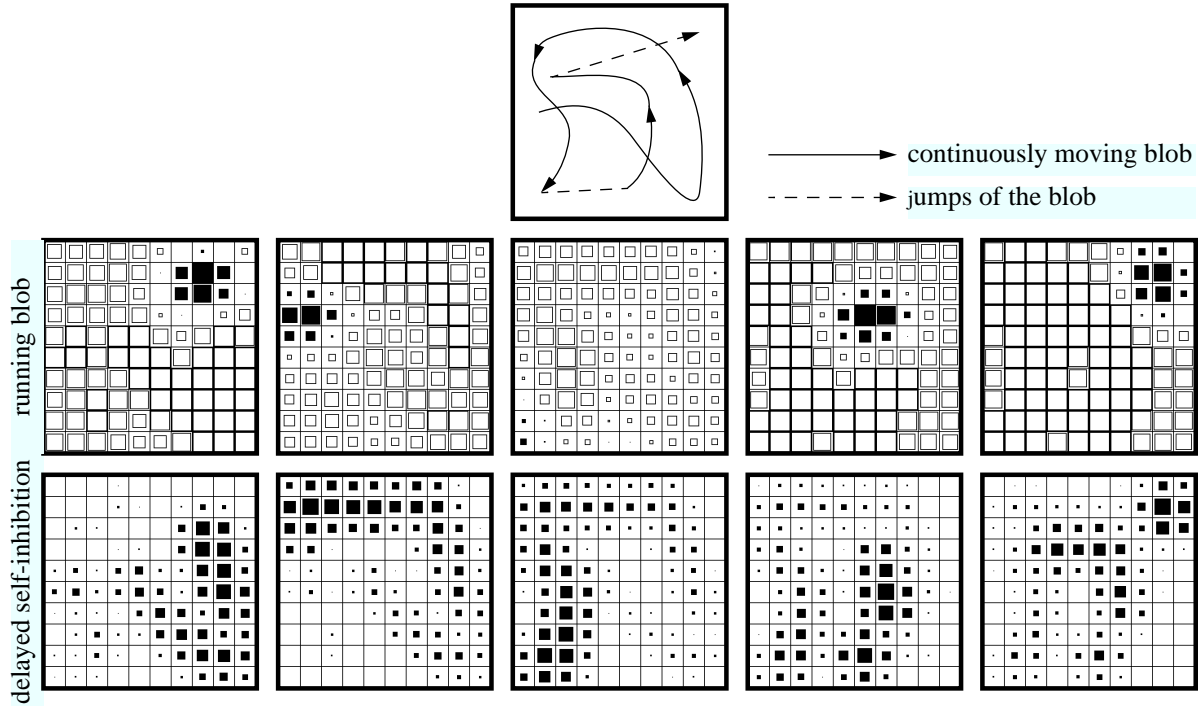 continuously moving blob
jumps of the blob
running blob
delayed self-inhibition